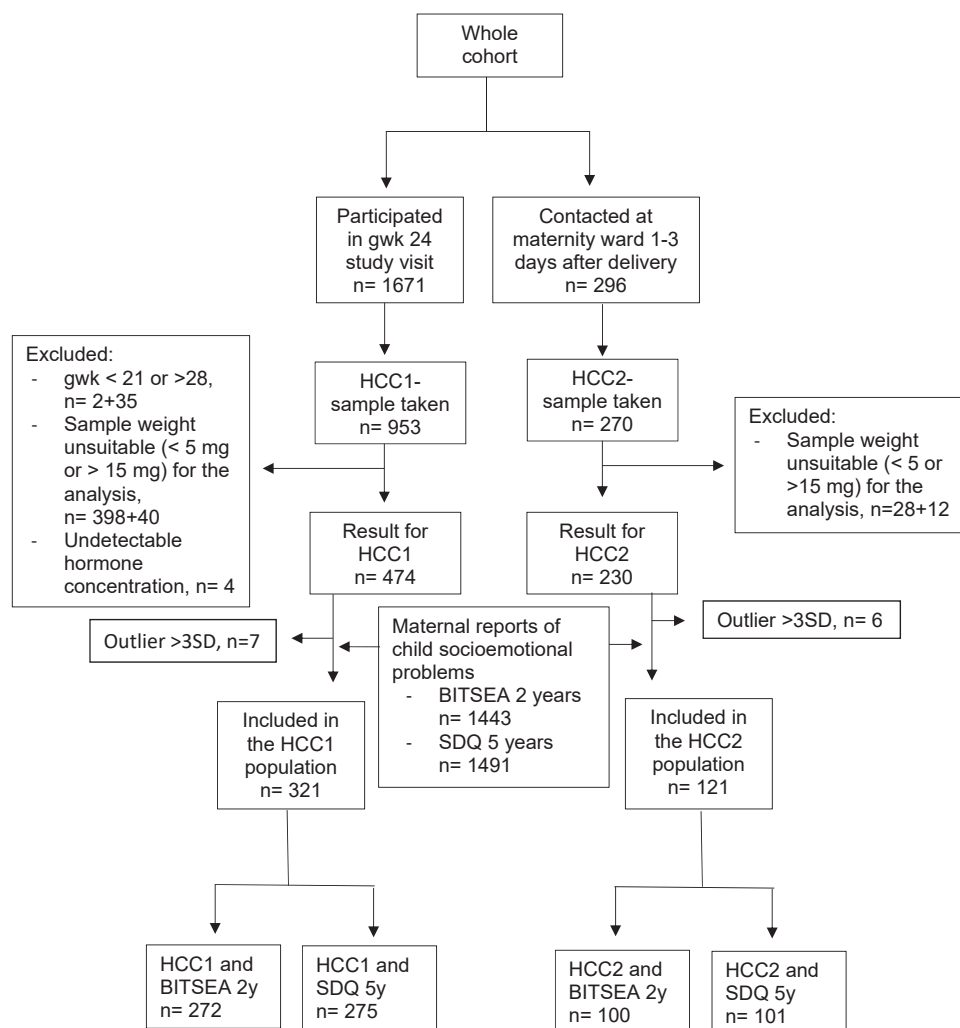 Whole
cohort
Participated
in gwk 24
study visit
n= 1671
Contacted at
maternity ward 1-3
days after delivery
n= 296
Excluded:
- gwk < 21 or >28,
n= 2+35
- Sample weight
unsuitable (< 5 mg
or > 15 mg) for the
analysis,
n= 398+40
- Undetectable
hormone
concentration, n= 4
HCC1-
sample taken
n= 953
HCC2-
sample taken
n= 270
Excluded:
- Sample weight
unsuitable (< 5 or
>15 mg) for the
analysis, n=28+12
Result for
HCC1
n= 474
Result for
HCC2
n= 230
Outlier >3SD, n=7
Maternal reports of
child socioemotional
problems
- BITSEA 2 years
n= 1443
- SDQ 5 years
n= 1491
Outlier >3SD, n= 6
Included in
the HCC1
population
n= 321
Included in
the HCC2
population
n= 121
HCC1 and
BITSEA 2y
n= 272
HCC1 and
SDQ 5y
n= 275
HCC2 and
BITSEA 2y
n= 100
HCC2 and
SDQ 5y
n= 101